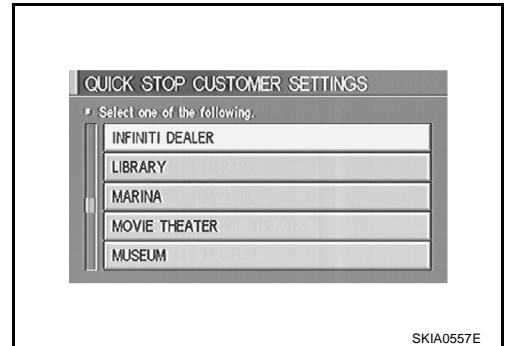 QUICK STOP CUSTOMER SETTINGS
Select one of the following.
INFINITI DEALER
LIBRARY
MARINA
MOVIE THEATER
MUSEUM
SKIA0557E